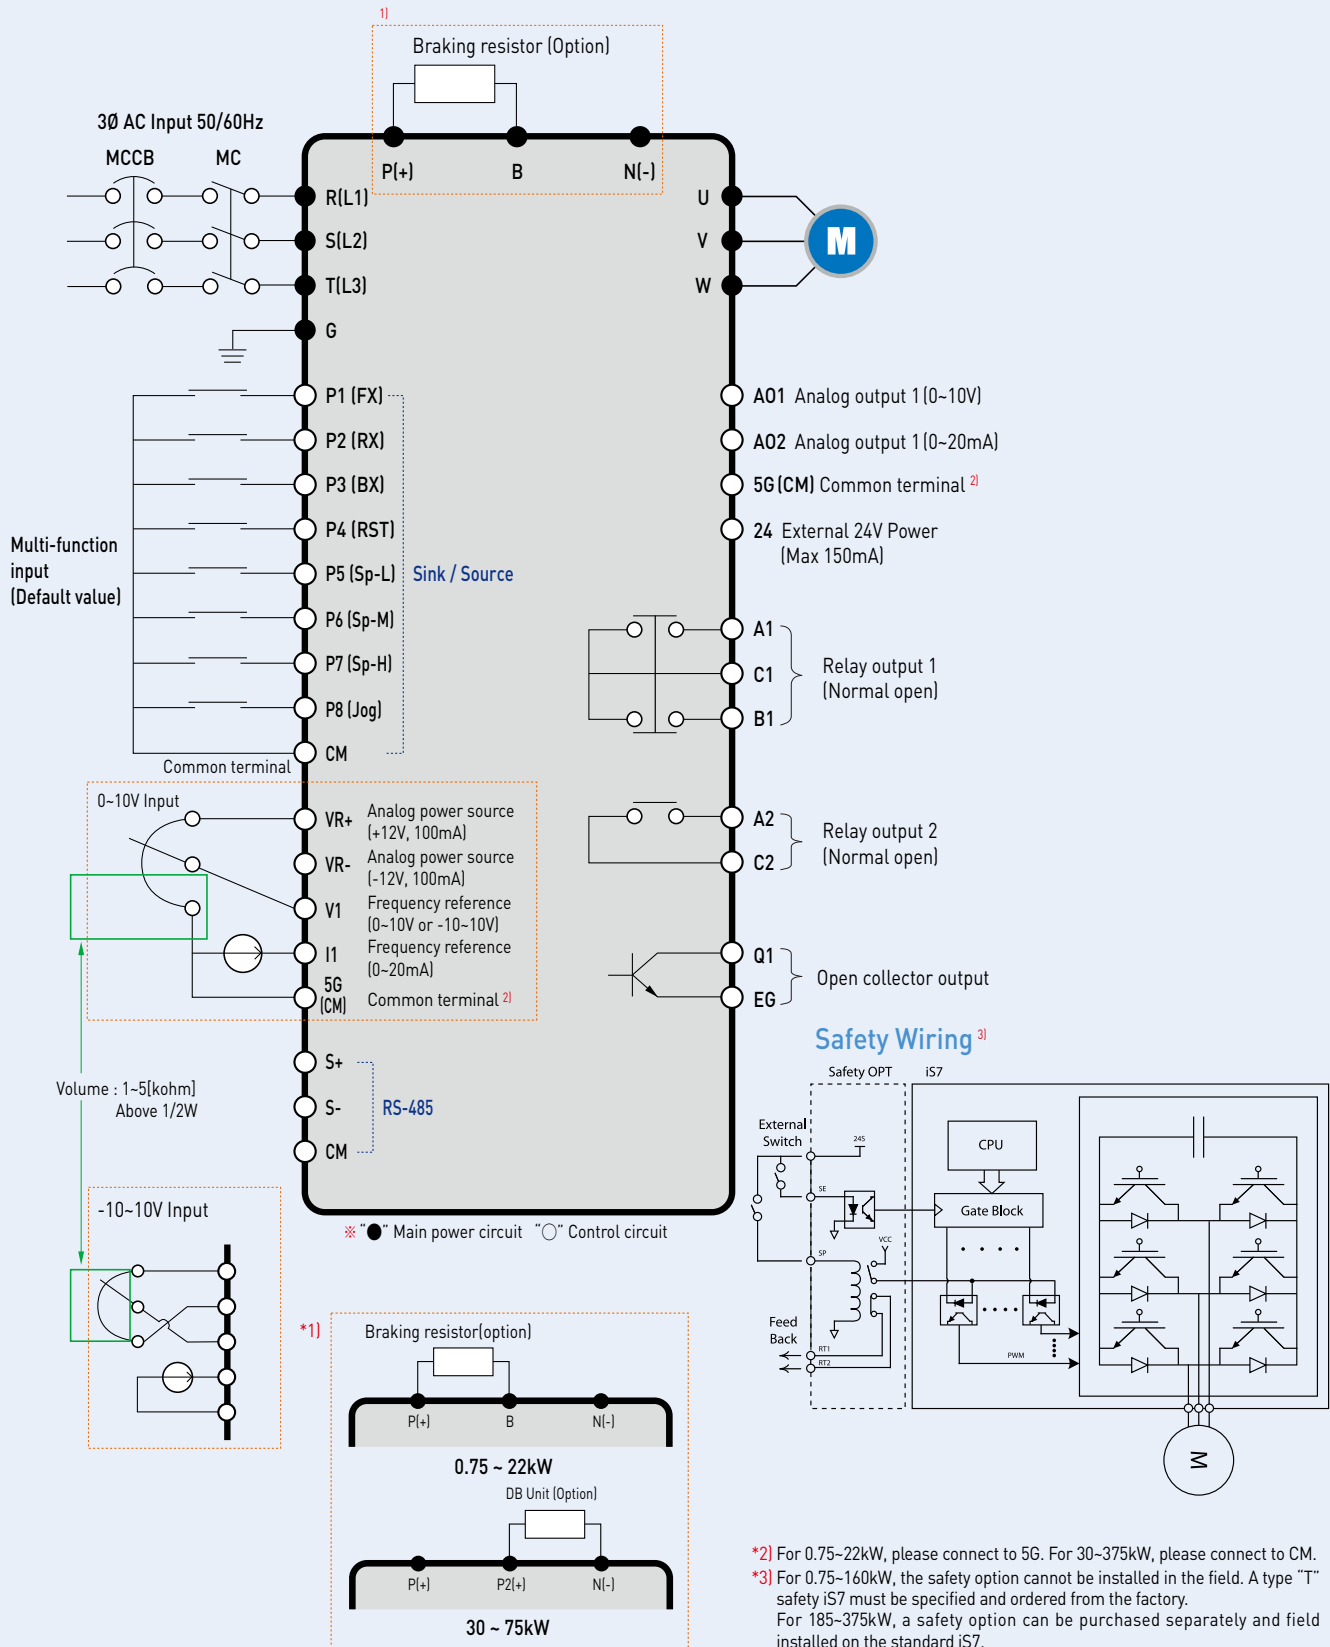 1)
Braking resistor (Option)
3Ø AC Input 50/60Hz
MCCB MC
P(+) B N(-)
R(L1)
S(L2)
T(L3)
G
U
V
W
M
P1 (FX)
P2 (RX)
P3 (BX)
P4 (RST)
P5 (Sp-L)
P6 (Sp-M)
P7 (Sp-H)
P8 (Jog)
CM
Sink / Source
Multi-function
input
(Default value)
Common terminal
AO1 Analog output 1 (0~10V)
AO2 Analog output 1 (0~20mA)
5G (CM) Common terminal 2)
24 External 24V Power
(Max 150mA)
A1
C1
B1
Relay output 1
(Normal open)
A2
C2
Relay output 2
(Normal open)
Q1
EG
Open collector output
0~10V Input
VR+ Analog power source
(+12V, 100mA)
VR- Analog power source
(-12V, 100mA)
V1 Frequency reference
(0~10V or -10~10V)
I1 Frequency reference
(0~20mA)
5G
(CM) Common terminal 2)
S+
S-
CM
RS-485
Volume : 1~5[kohm]
Above 1/2W
-10~10V Input
※ “●” Main power circuit “○” Control circuit
Safety Wiring 3)
Safety OPT iS7
External
Switch
24S
SE
SP
VCC
CPU
Gate Block
Feed
Back
RT1
RT2
PWM
M
*1)
Braking resistor(option)
P(+) B N(-)
0.75 ~ 22kW
DB Unit (Option)
P(+) P2(+) N(-)
30 ~ 75kW
*2) For 0.75~22kW, please connect to 5G. For 30~375kW, please connect to CM.
*3) For 0.75~160kW, the safety option cannot be installed in the field. A type “T”
safety iS7 must be specified and ordered from the factory.
For 185~375kW, a safety option can be purchased separately and field
installed on the standard iS7.